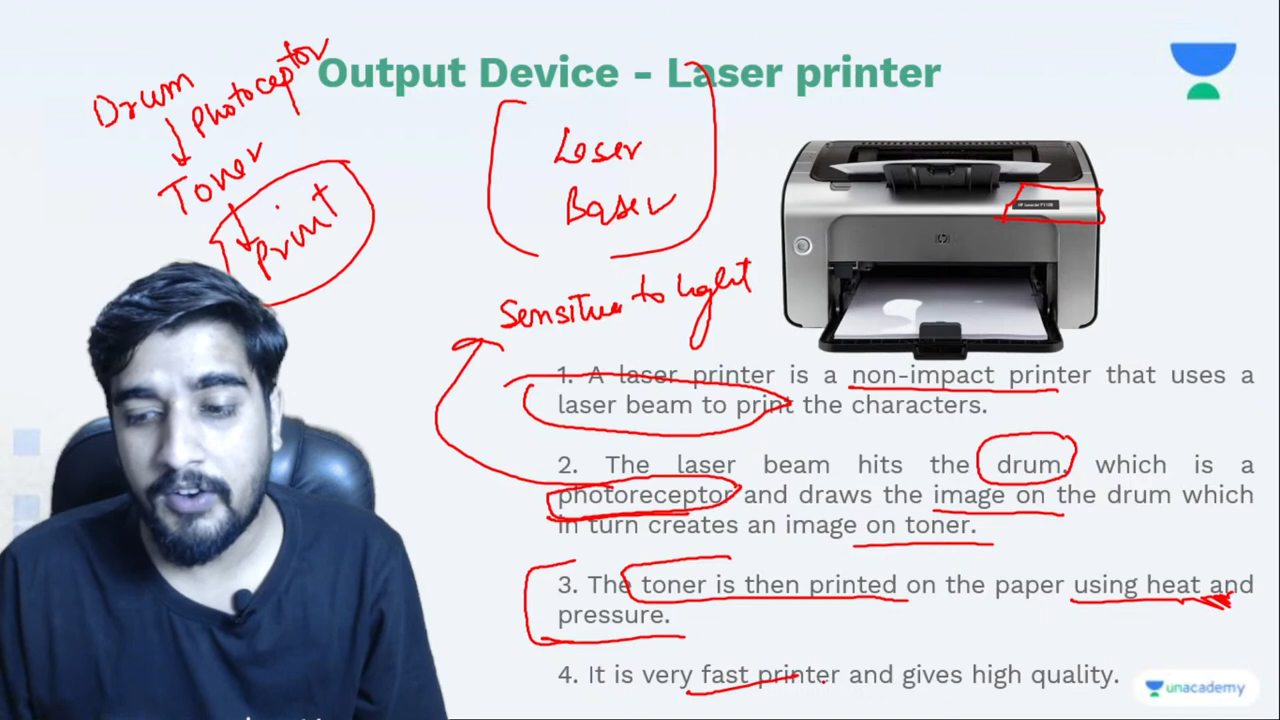 Output Device - Laser printer
Drum
Photoceptor
Toner
Print
Laser
Baser
Sensitive to light
1. A laser printer is a non-impact printer that uses a
laser beam to print the characters.
2. The laser beam hits the drum, which is a
photoreceptor and draws the image on the drum which
in turn creates an image on toner.
3. The toner is then printed on the paper using heat and
pressure.
4. It is very fast printer and gives high quality.
hp
unacademy